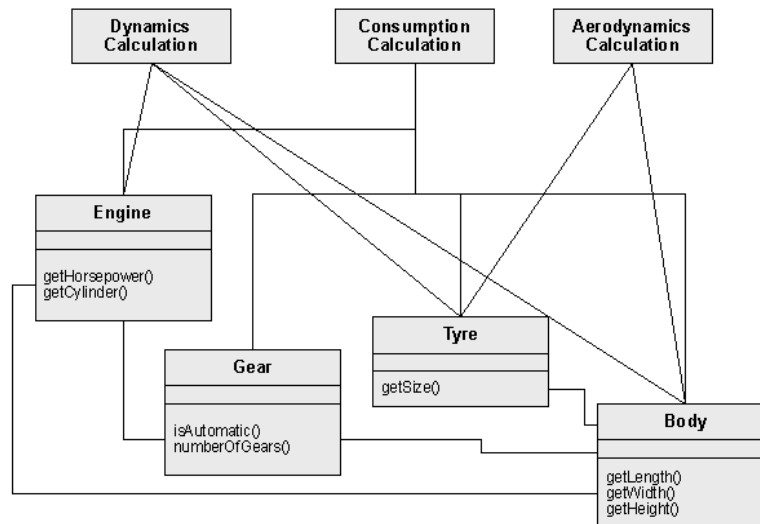 Dynamics
Calculation
Consumption
Calculation
Aerodynamics
Calculation
Engine
getHorsepower()
getCylinder()
Tyre
getSize()
Gear
isAutomatic()
numberOfGears()
Body
getLength()
getWidth()
getHeight()